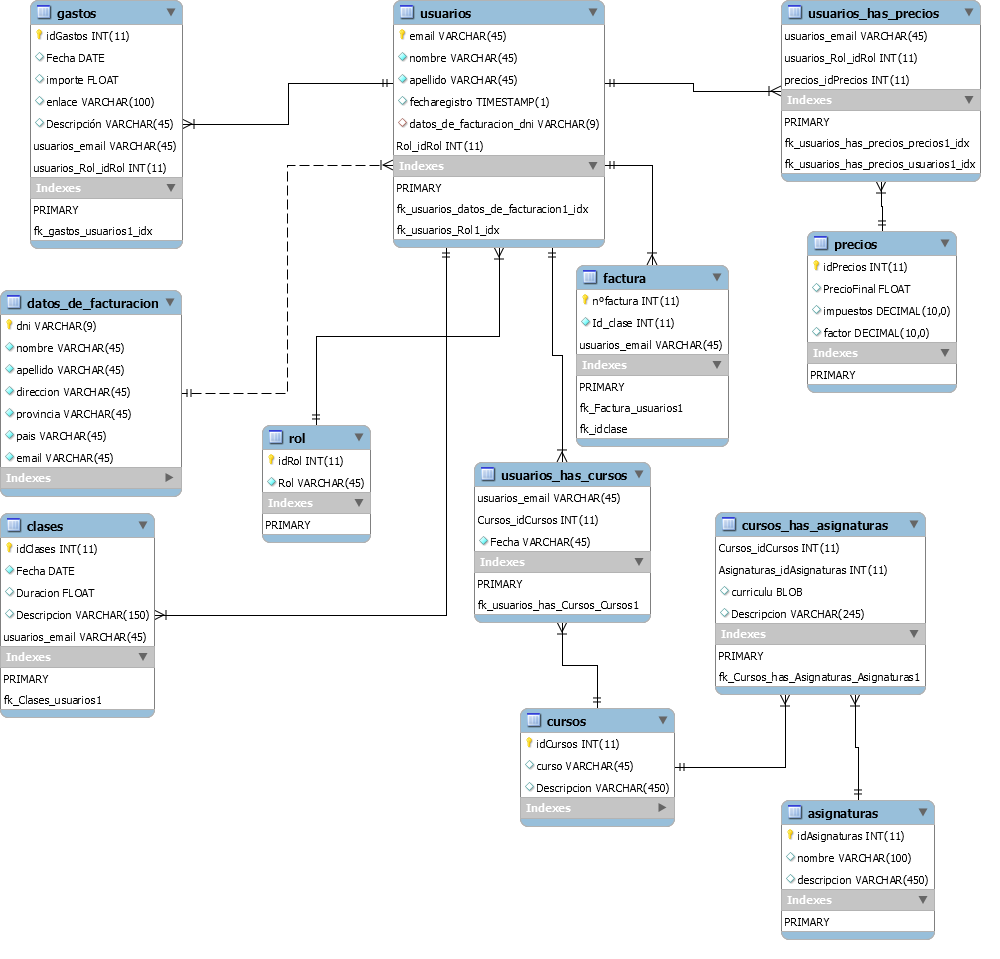 gastos
idGastos INT(11)
Fecha DATE
importe FLOAT
enlace VARCHAR(100)
Descripción VARCHAR(45)
usuarios_email VARCHAR(45)
usuarios_Rol_idRol INT(11)
Indexes
PRIMARY
fk_gastos_usuarios1_idx
usuarios
email VARCHAR(45)
nombre VARCHAR(45)
apellido VARCHAR(45)
fecharegistro TIMESTAMP(1)
datos_de_facturacion_dni VARCHAR(9)
Rol_idRol INT(11)
Indexes
PRIMARY
fk_usuarios_datos_de_facturacion1_idx
fk_usuarios_Rol1_idx
usuarios_has_precios
usuarios_email VARCHAR(45)
usuarios_Rol_idRol INT(11)
precios_idPrecios INT(11)
Indexes
PRIMARY
fk_usuarios_has_precios_precios1_idx
fk_usuarios_has_precios_usuarios1_idx
precios
idPrecios INT(11)
PrecioFinal FLOAT
impuestos DECIMAL(10,0)
factor DECIMAL(10,0)
Indexes
PRIMARY
factura
nºfactura INT(11)
Id_clase INT(11)
usuarios_email VARCHAR(45)
Indexes
PRIMARY
fk_Factura_usuarios1
fk_idclase
datos_de_facturacion
dni VARCHAR(9)
nombre VARCHAR(45)
apellido VARCHAR(45)
direccion VARCHAR(45)
provincia VARCHAR(45)
pais VARCHAR(45)
email VARCHAR(45)
Indexes
rol
idRol INT(11)
Rol VARCHAR(45)
Indexes
PRIMARY
usuarios_has_cursos
usuarios_email VARCHAR(45)
Cursos_idCursos INT(11)
Fecha VARCHAR(45)
Indexes
PRIMARY
fk_usuarios_has_Cursos_Cursos1
clases
idClases INT(11)
Fecha DATE
Duracion FLOAT
Descripcion VARCHAR(150)
usuarios_email VARCHAR(45)
Indexes
PRIMARY
fk_Clases_usuarios1
cursos_has_asignaturas
Cursos_idCursos INT(11)
Asignaturas_idAsignaturas INT(11)
curriculu BLOB
Descripcion VARCHAR(245)
Indexes
PRIMARY
fk_Cursos_has_Asignaturas_Asignaturas1
cursos
idCursos INT(11)
curso VARCHAR(45)
Descripcion VARCHAR(450)
Indexes
asignaturas
idAsignaturas INT(11)
nombre VARCHAR(100)
descripcion VARCHAR(450)
Indexes
PRIMARY